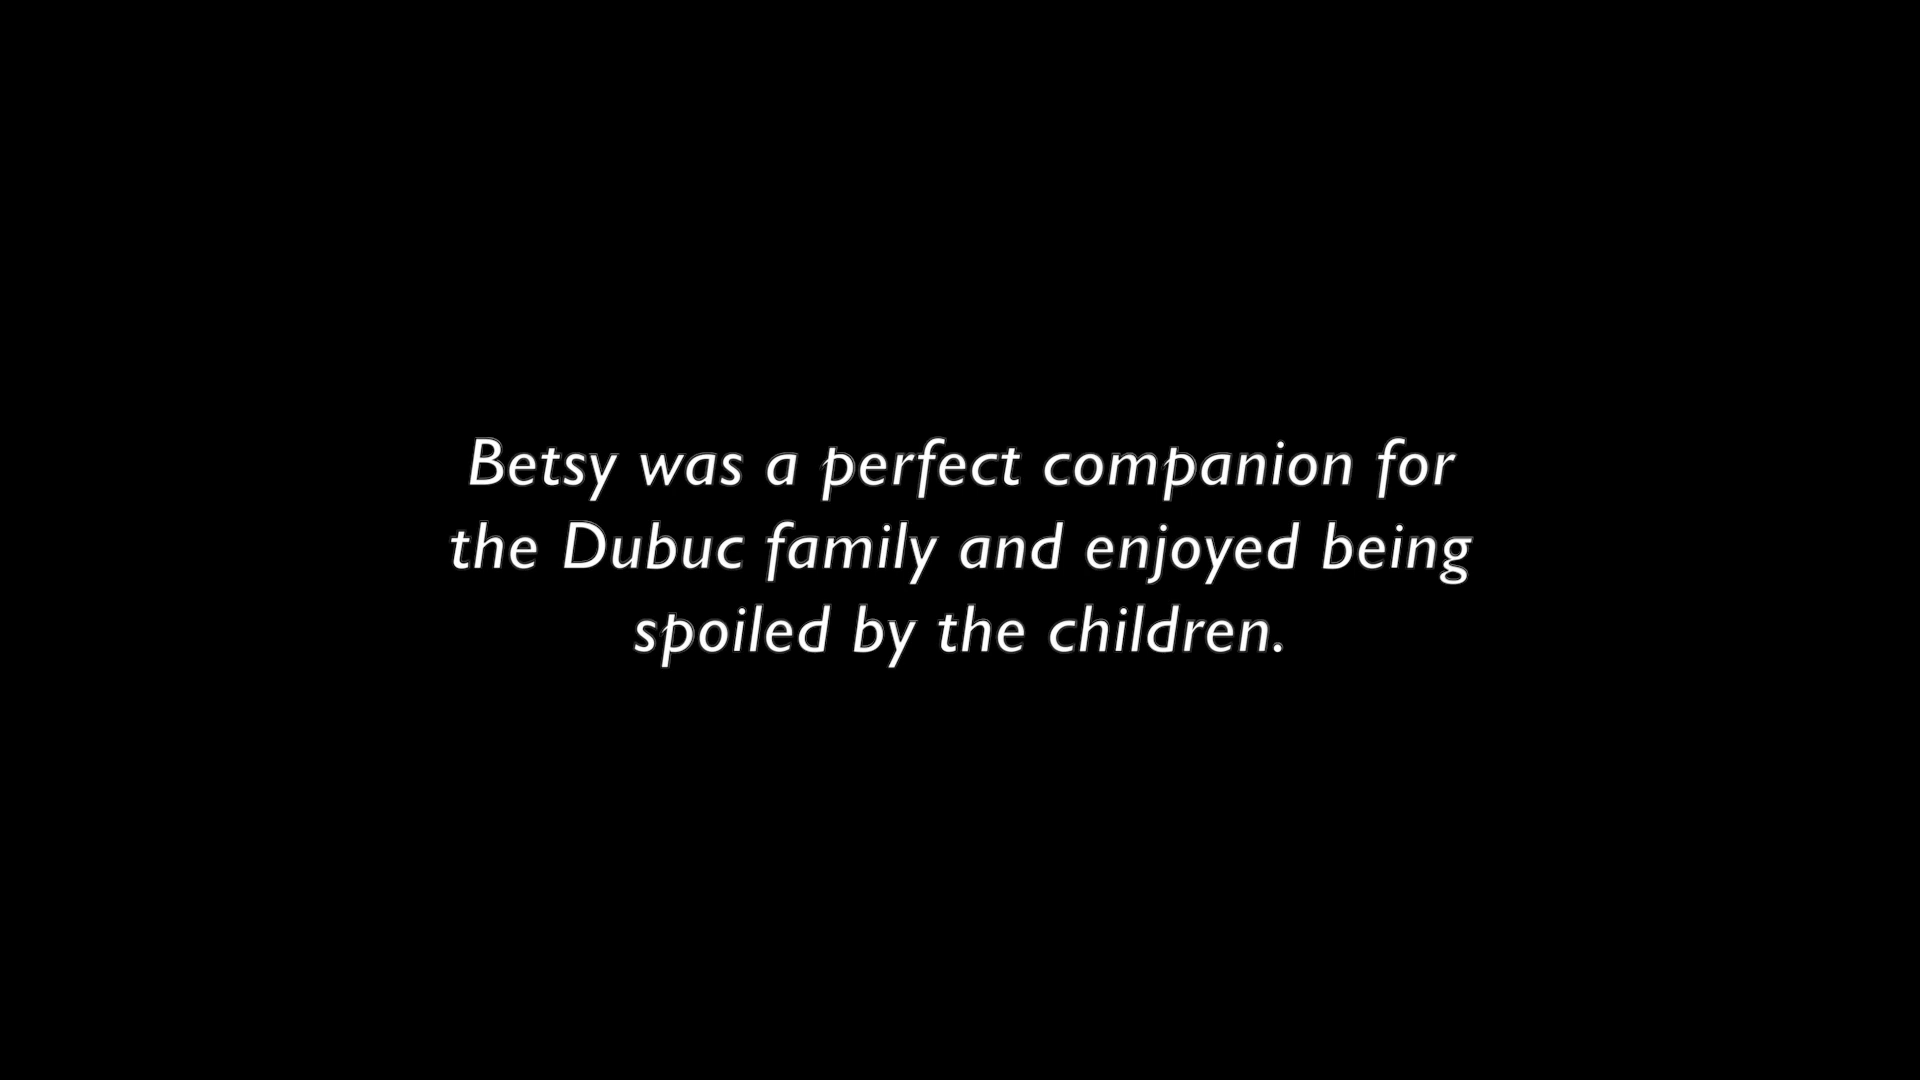 Betsy was a perfect companion for
the Dubuc family and enjoyed being
spoiled by the children.